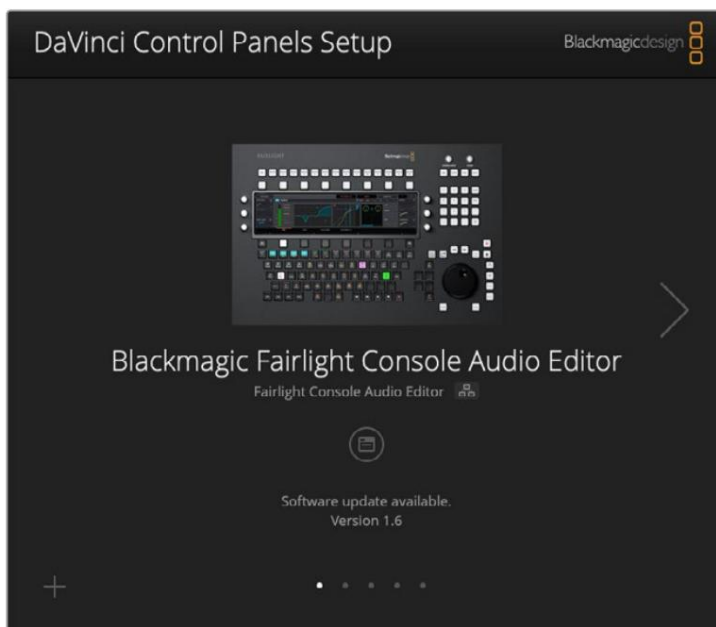 DaVinci Control Panels Setup
Blackmagicdesign
FAIRLIGHT
Blackmagic Fairlight Console Audio Editor
Fairlight Console Audio Editor
Software update available.
Version 1.6